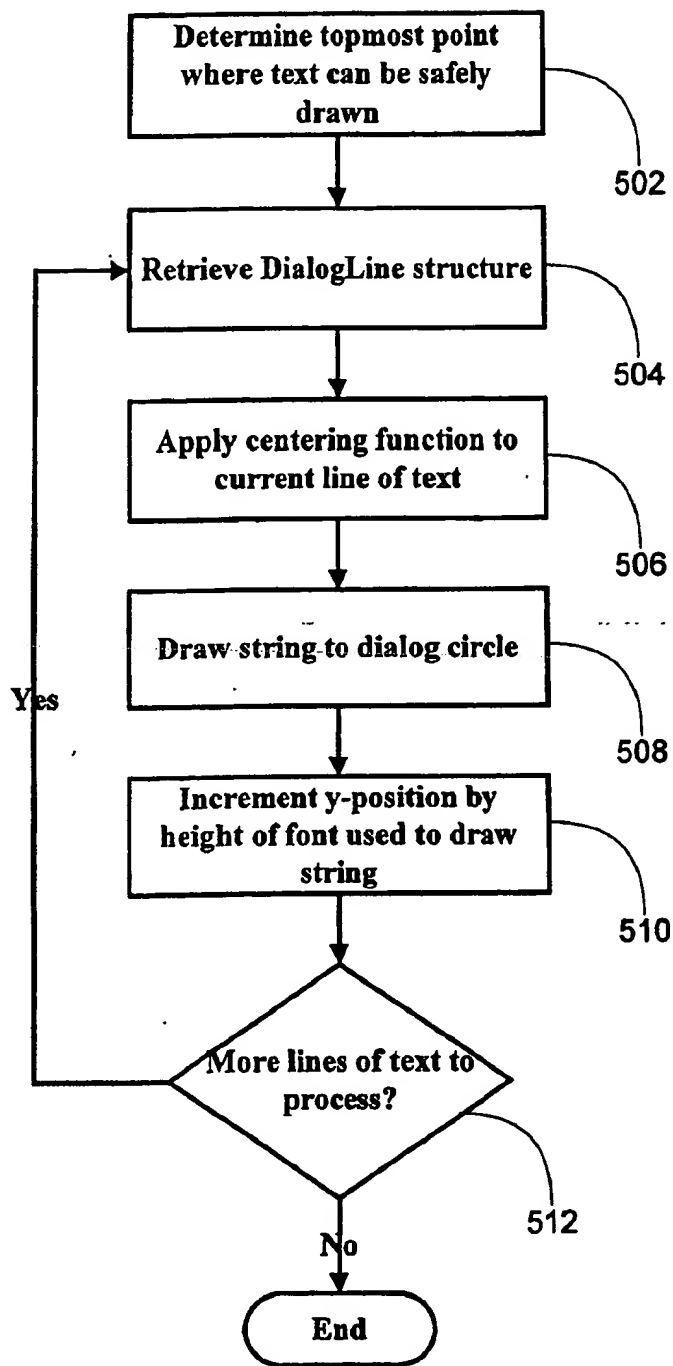 Determine topmost point
where text can be safely
drawn
502
Retrieve DialogLine structure
504
Apply centering function to
current line of text
506
Draw string to dialog circle
508
Yes
Increment y-position by
height of font used to draw
string
510
More lines of text to
process?
512
No
End